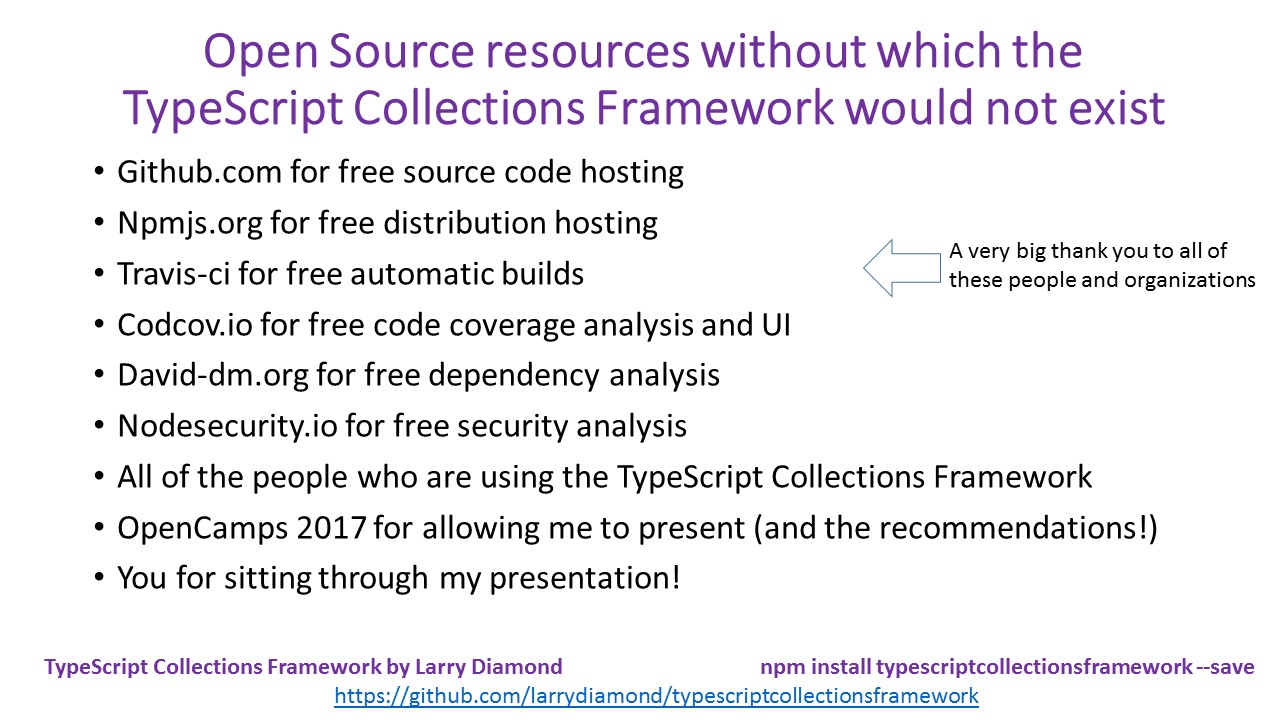 Open Source resources without which the
TypeScript Collections Framework would not exist
• Github.com for free source code hosting
• Npmjs.org for free distribution hosting
• Travis-ci for free automatic builds
• Codcov.io for free code coverage analysis and UI
• David-dm.org for free dependency analysis
• Nodesecurity.io for free security analysis
• All of the people who are using the TypeScript Collections Framework
• OpenCamps 2017 for allowing me to present (and the recommendations!)
• You for sitting through my presentation!
A very big thank you to all of
these people and organizations
TypeScript Collections Framework by Larry Diamond
npm install typescriptcollectionsframework --save
https://github.com/larrydiamond/typescriptcollectionsframework